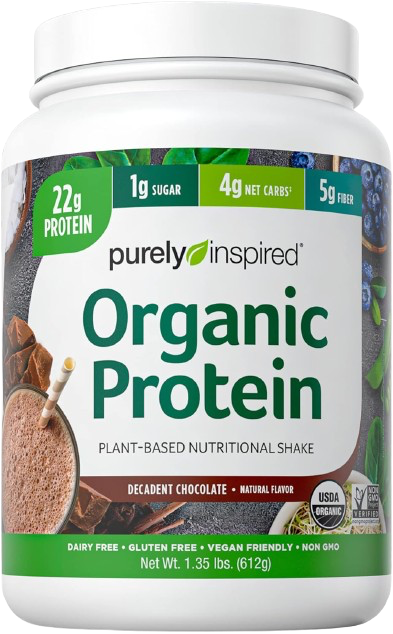 22g
PROTEIN
1g SUGAR
4g NET CARBS‡
5g FIBER
purely inspired®
Organic
Protein
PLANT-BASED NUTRITIONAL SHAKE
DECADENT CHOCOLATE • NATURAL FLAVOR
USDA
ORGANIC
NON
GMO
VERIFIED
DAIRY FREE • GLUTEN FREE • VEGAN FRIENDLY • NON GMO
Net Wt. 1.35 lbs. (612g)